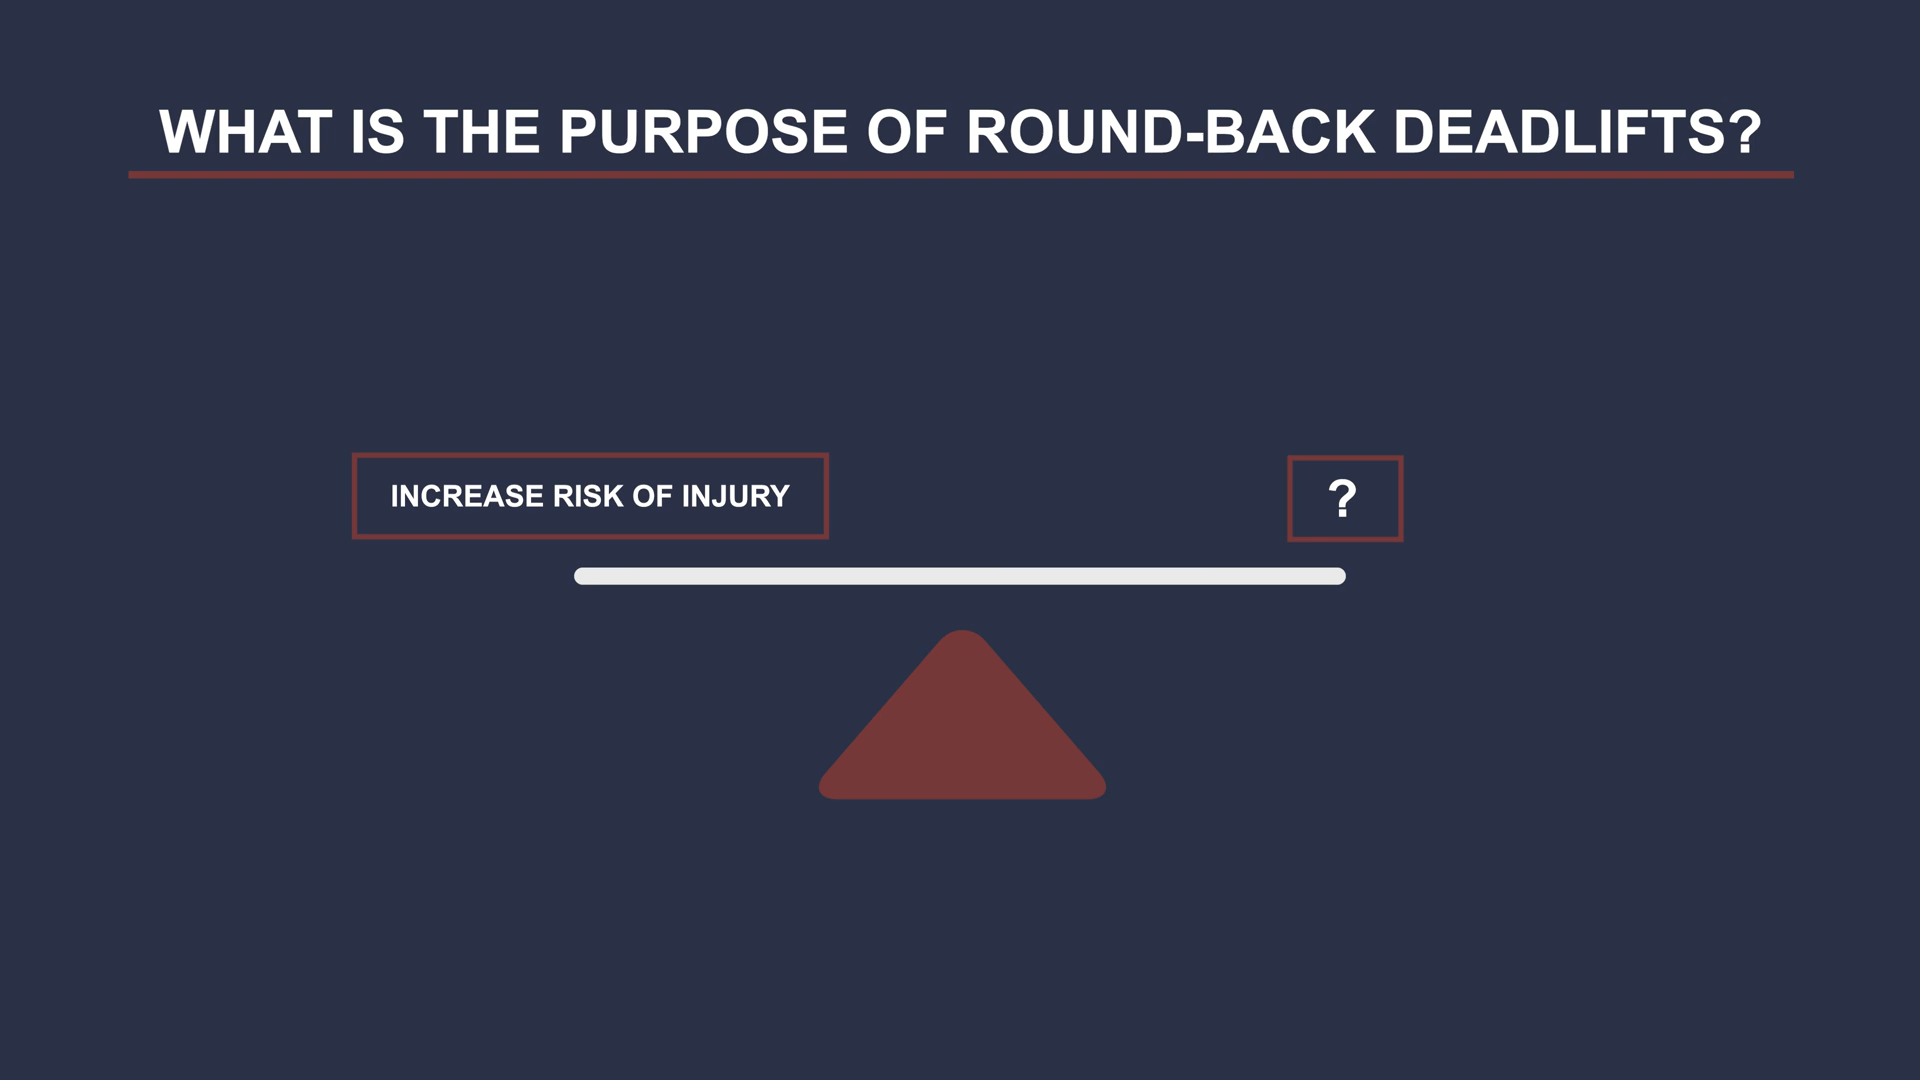 WHAT IS THE PURPOSE OF ROUND-BACK DEADLIFTS?
INCREASE RISK OF INJURY
?